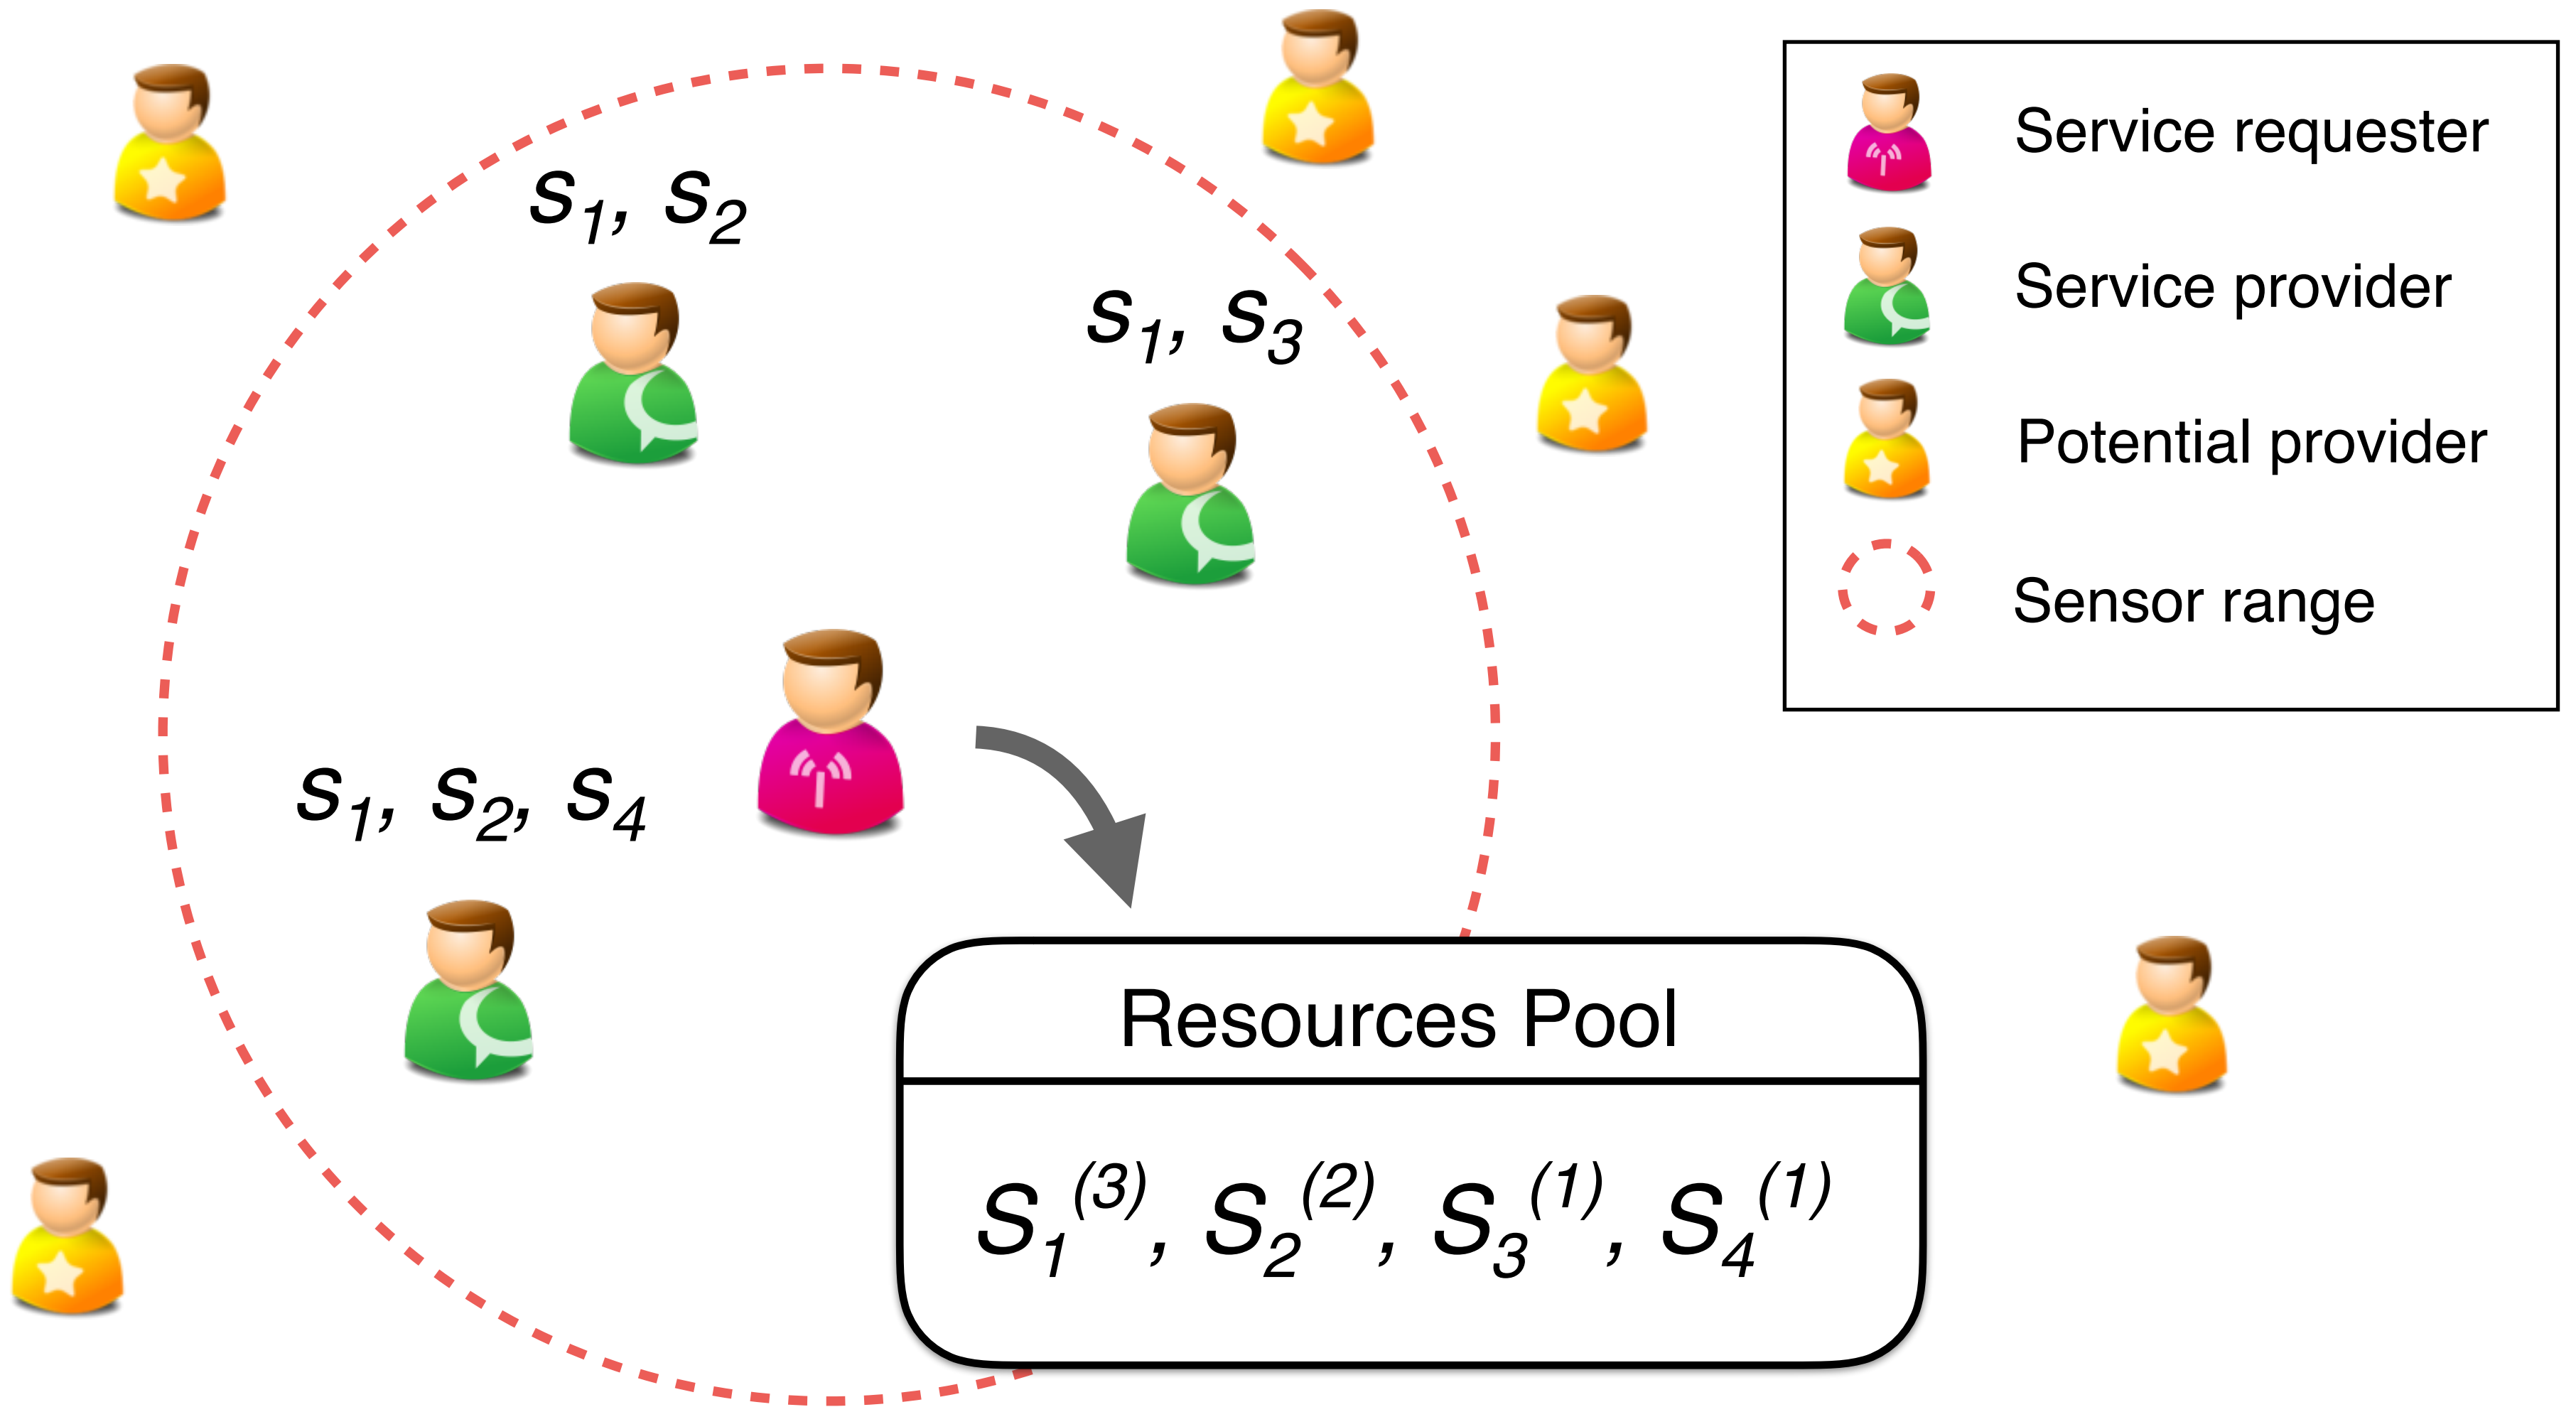 s₁, s₂
s₁, s₃
s₁, s₂, s₄
Service requester
Service provider
Potential provider
Sensor range
Resources Pool
S₁⁽³⁾, S₂⁽²⁾, S₃⁽¹⁾, S₄⁽¹⁾